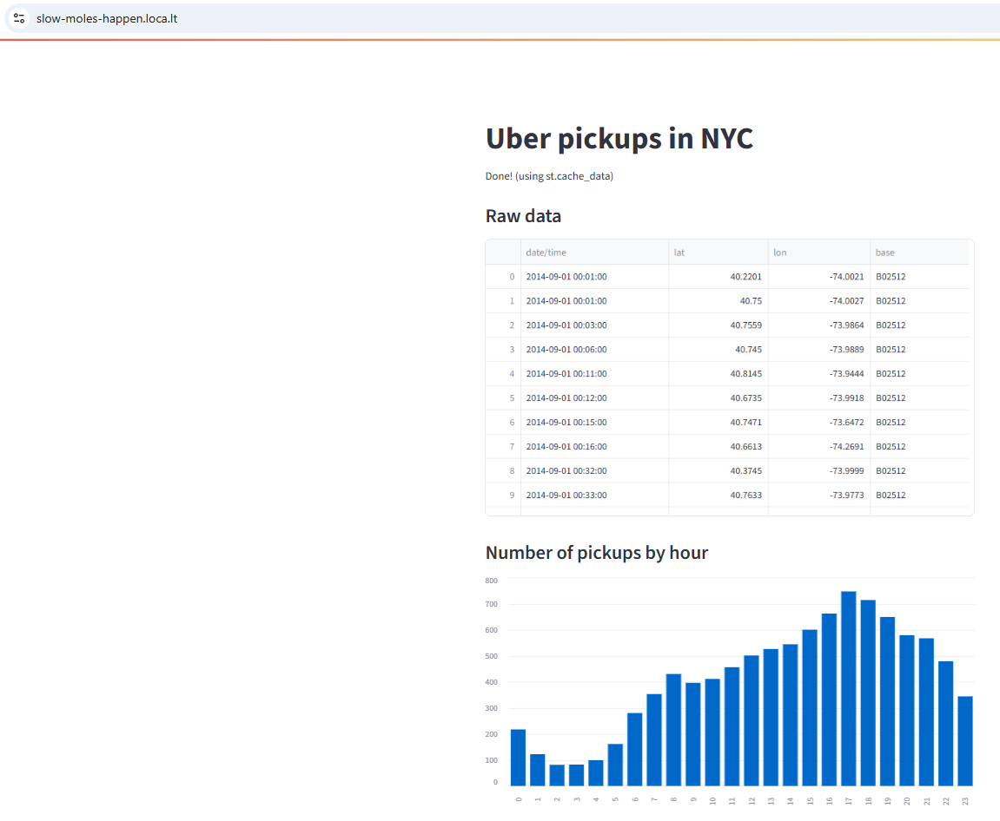 slow-moles-happen.loca.lt
Uber pickups in NYC
Done! (using st.cache_data)
Raw data
date/time lat lon base
0 2014-09-01 00:01:00 40.2201 -74.0021 B02512
1 2014-09-01 00:01:00 40.75 -74.0027 B02512
2 2014-09-01 00:03:00 40.7559 -73.9864 B02512
3 2014-09-01 00:06:00 40.745 -73.9889 B02512
4 2014-09-01 00:11:00 40.8145 -73.9444 B02512
5 2014-09-01 00:12:00 40.6735 -73.9918 B02512
6 2014-09-01 00:15:00 40.7471 -73.6472 B02512
7 2014-09-01 00:16:00 40.6613 -74.2691 B02512
8 2014-09-01 00:32:00 40.3745 -73.9999 B02512
9 2014-09-01 00:33:00 40.7633 -73.9773 B02512
Number of pickups by hour
800
700
600
500
400
300
200
100
0
0 1 2 3 4 5 6 7 8 9 10 11 12 13 14 15 16 17 18 19 20 21 22 23